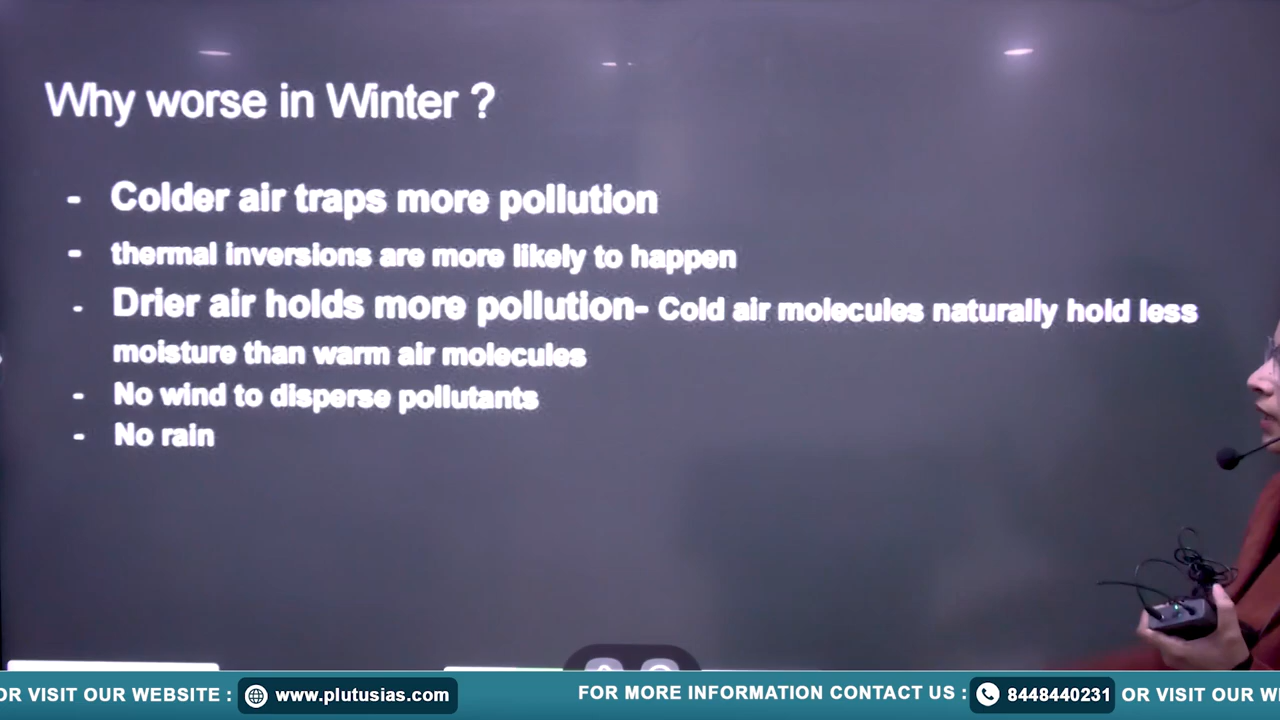 Why worse in Winter ?
- Colder air traps more pollution
- thermal inversions are more likely to happen
- Drier air holds more pollution- Cold air molecules naturally hold less
moisture than warm air molecules
- No wind to disperse pollutants
- No rain
OR VISIT OUR WEBSITE : www.plutusias.com FOR MORE INFORMATION CONTACT US : 8448440231 OR VISIT OUR